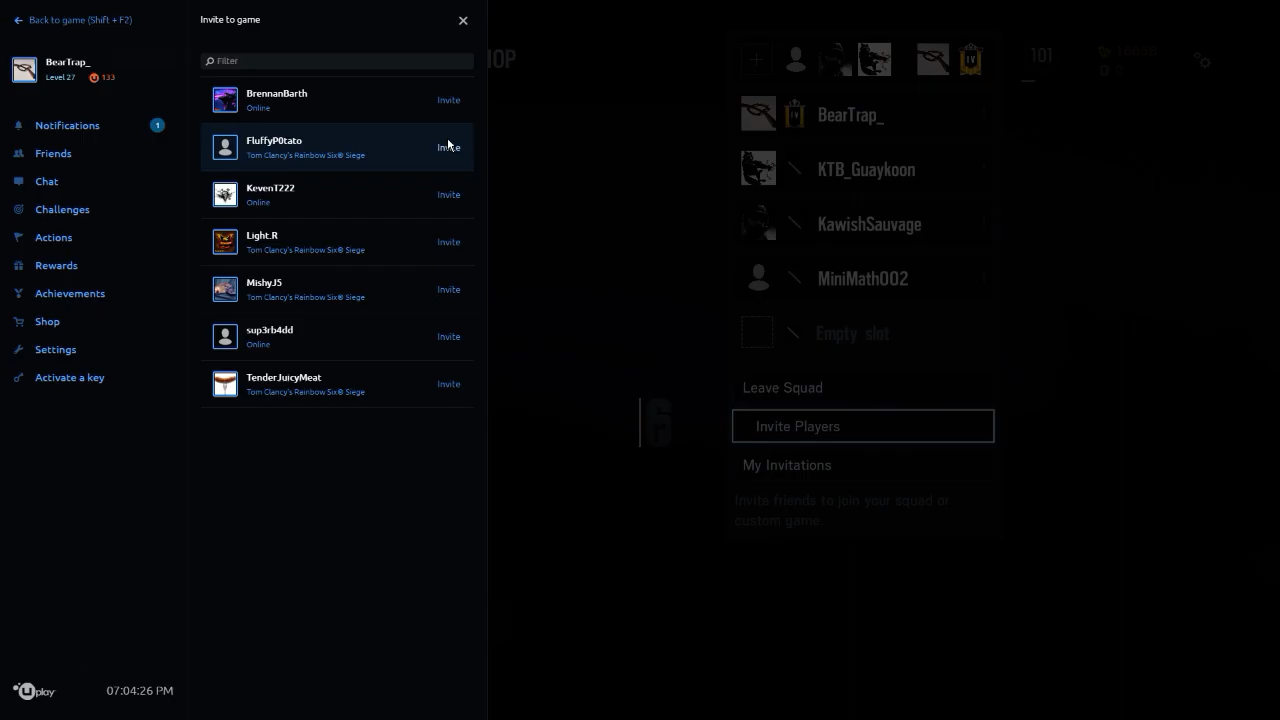 Back to game (Shift + F2)
BearTrap_
Level 27
133
Notifications
1
Friends
Chat
Challenges
Actions
Rewards
Achievements
Shop
Settings
Activate a key
uplay
07:04:26 PM
Invite to game
Filter
BrennanBarth
Online
Invite
FluffyP0tato
Tom Clancy's Rainbow Six® Siege
Invite
KevenT222
Online
Invite
Light.R
Tom Clancy's Rainbow Six® Siege
Invite
MishyJ5
Tom Clancy's Rainbow Six® Siege
Invite
sup3rb4dd
Online
Invite
TenderJuicyMeat
Tom Clancy's Rainbow Six® Siege
Invite
HOP
IV
101
BearTrap_
KTB_Guaykoon
KawishSauvage
MiniMath002
Empty slot
Leave Squad
6
Invite Players
My Invitations
Invite friends to join your squad or
custom game.